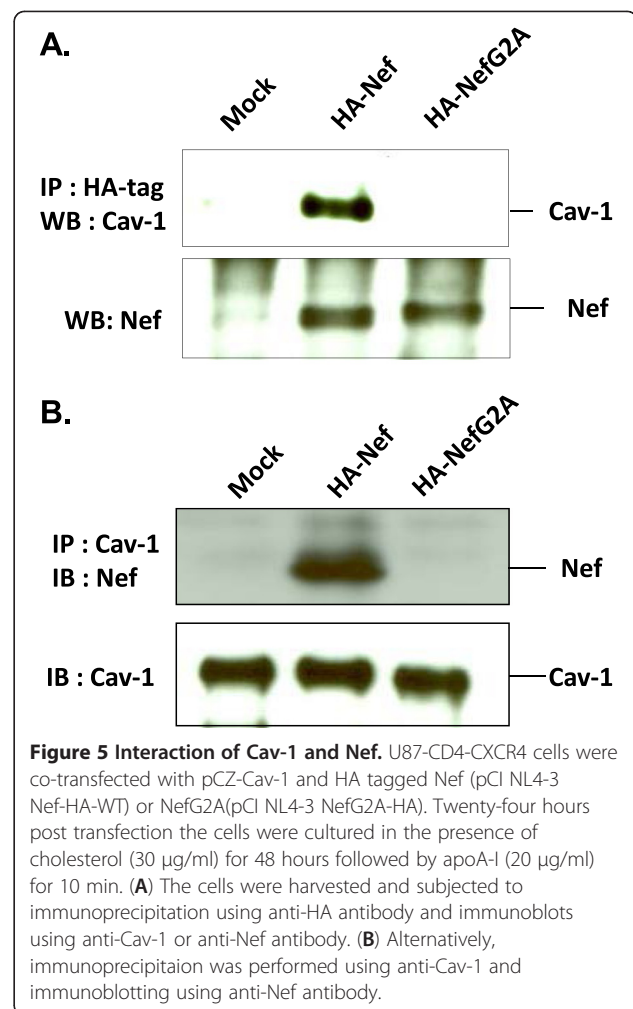 A.
Mock HA-Nef HA-NefG2A
IP : HA-tag
WB : Cav-1
Cav-1
WB: Nef
Nef
B.
Mock HA-Nef HA-NefG2A
IP : Cav-1
IB : Nef
Nef
IB : Cav-1
Cav-1
Figure 5 Interaction of Cav-1 and Nef. U87-CD4-CXCR4 cells were
co-transfected with pCZ-Cav-1 and HA tagged Nef (pCI NL4-3
Nef-HA-WT) or NefG2A(pCI NL4-3 NefG2A-HA). Twenty-four hours
post transfection the cells were cultured in the presence of
cholesterol (30 μg/ml) for 48 hours followed by apoA-I (20 μg/ml)
for 10 min. (A) The cells were harvested and subjected to
immunoprecipitation using anti-HA antibody and immunoblots
using anti-Cav-1 or anti-Nef antibody. (B) Alternatively,
immunoprecipitaion was performed using anti-Cav-1 and
immunoblotting using anti-Nef antibody.